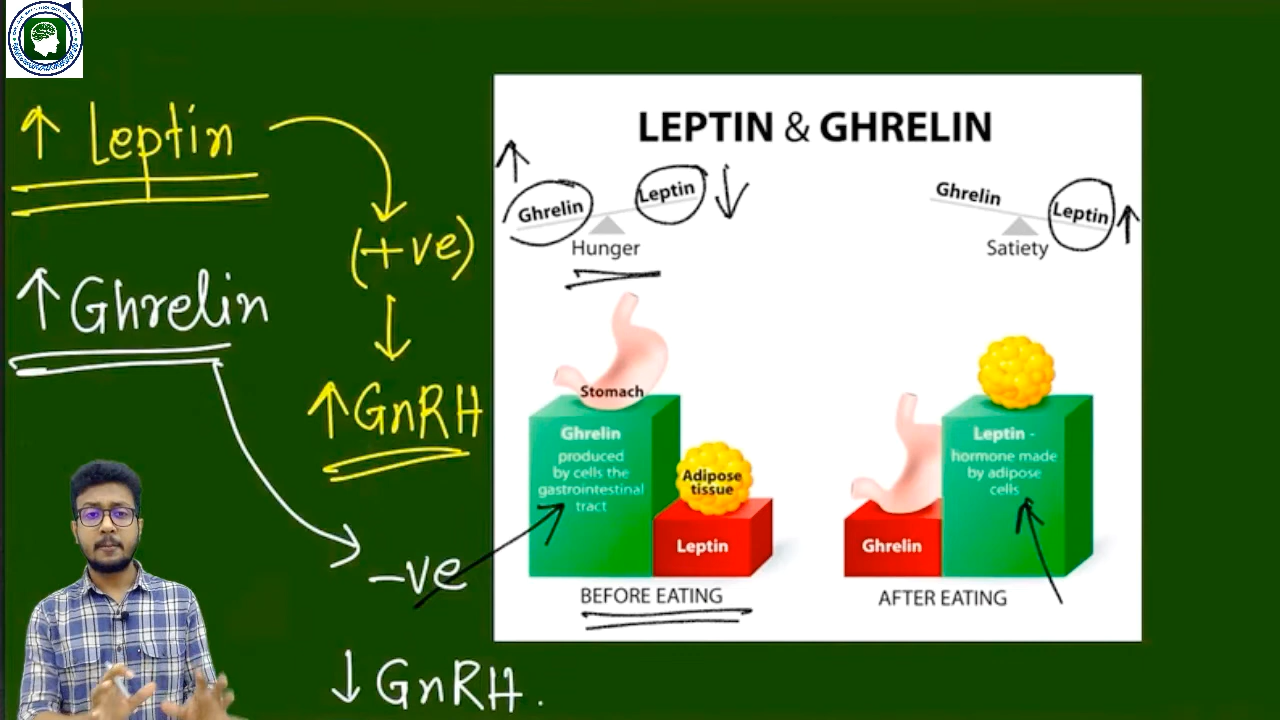 ↑ Leptin
(+ve)
↓
↑GnRH
↑Ghrelin
-ve
↓ GnRH.
LEPTIN & GHRELIN
↑ Ghrelin Leptin ↓
Hunger
Ghrelin Leptin ↑
Satiety
Stomach
Ghrelin
produced
by cells the
gastrointestinal
tract
Adipose
tissue
Leptin
BEFORE EATING
Leptin -
hormone made
by adipose
cells
Ghrelin
AFTER EATING